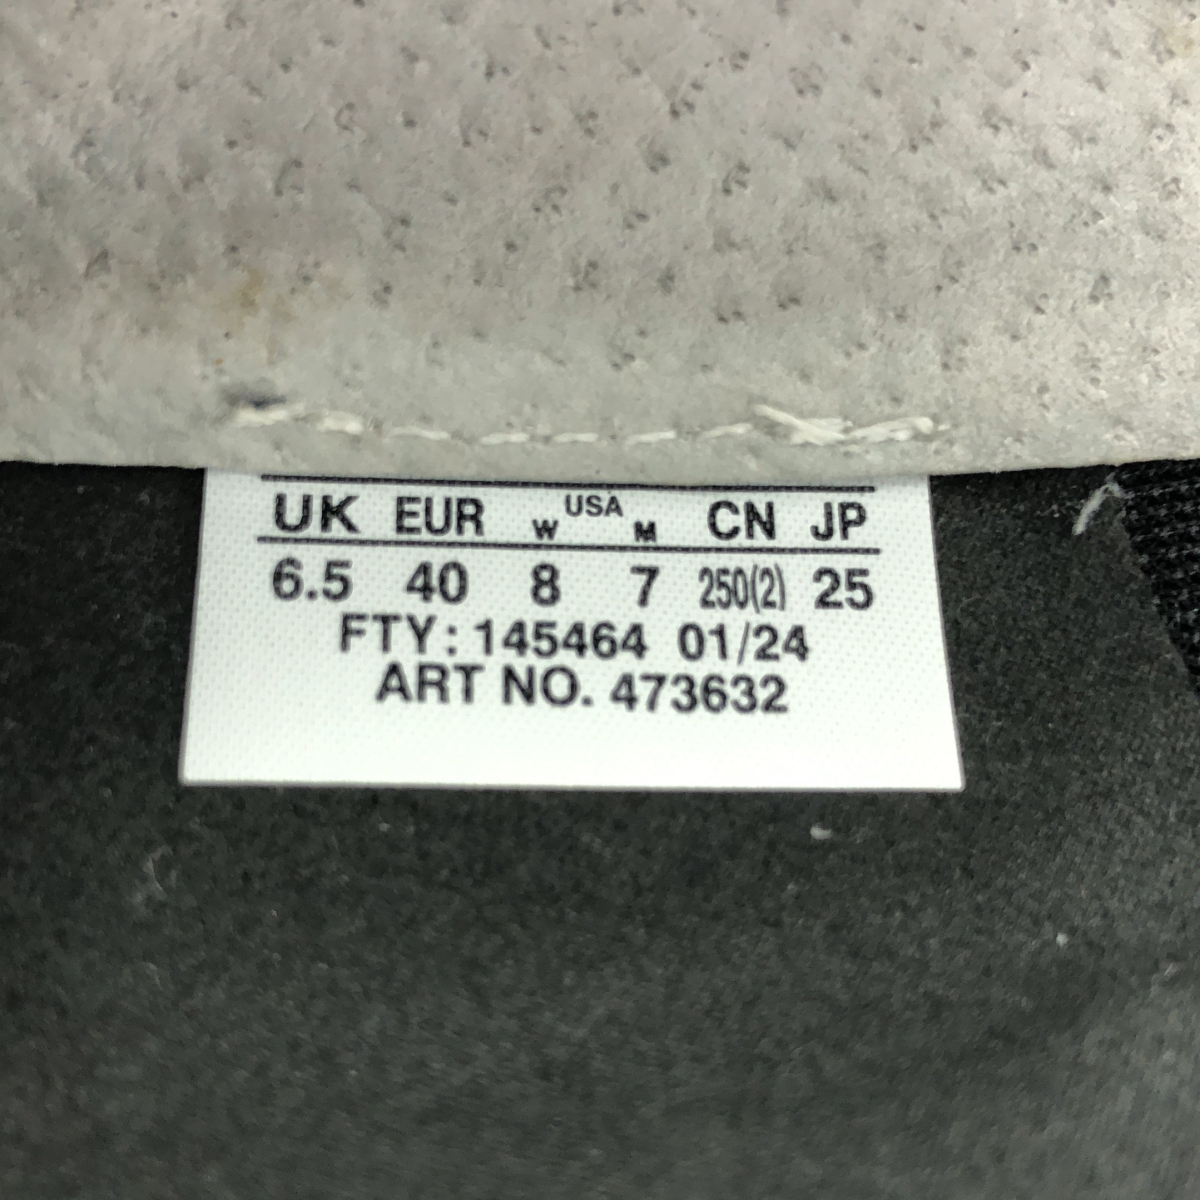 UK EUR W USA M CN JP
6.5 40 8 7 250(2) 25
FTY: 145464 01/24
ART NO. 473632